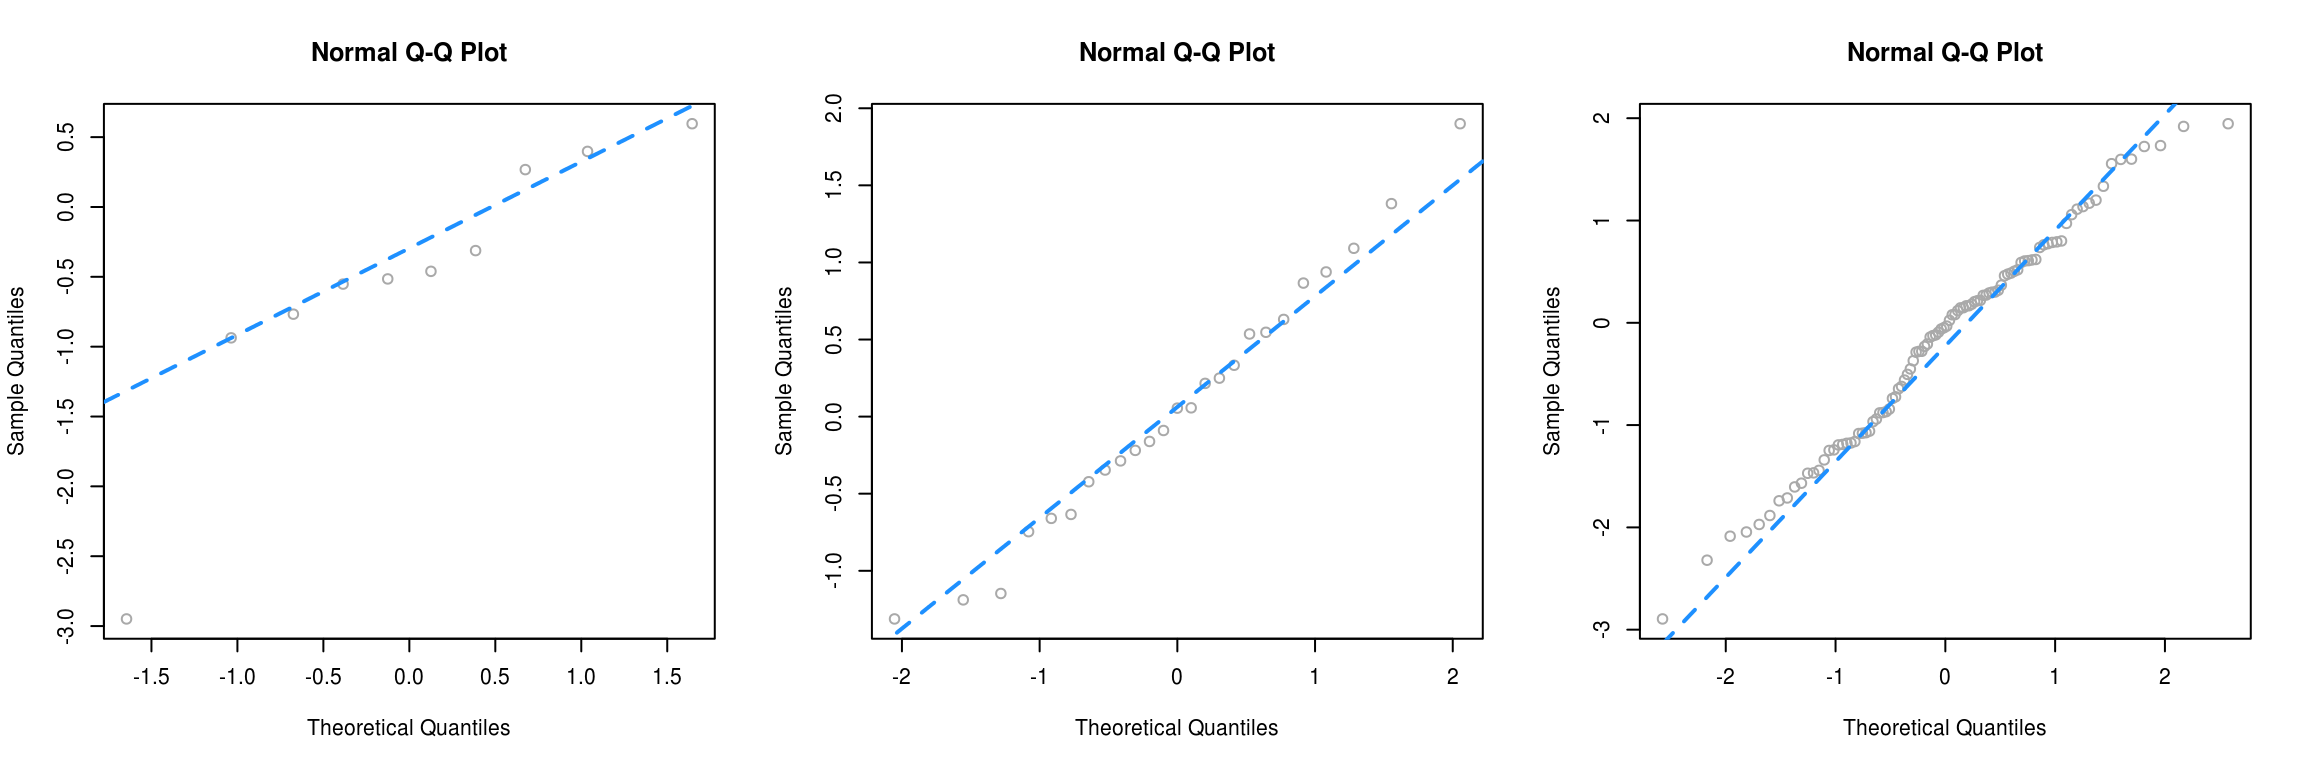 Normal Q-Q Plot
Sample Quantiles
0.5
0.0
-0.5
-1.0
-1.5
-2.0
-2.5
-3.0
-1.5 -1.0 -0.5 0.0 0.5 1.0 1.5
Theoretical Quantiles
Normal Q-Q Plot
Sample Quantiles
2.0
1.5
1.0
0.5
0.0
-0.5
-1.0
-2 -1 0 1 2
Theoretical Quantiles
Normal Q-Q Plot
Sample Quantiles
2
1
0
-1
-2
-3
-2 -1 0 1 2
Theoretical Quantiles